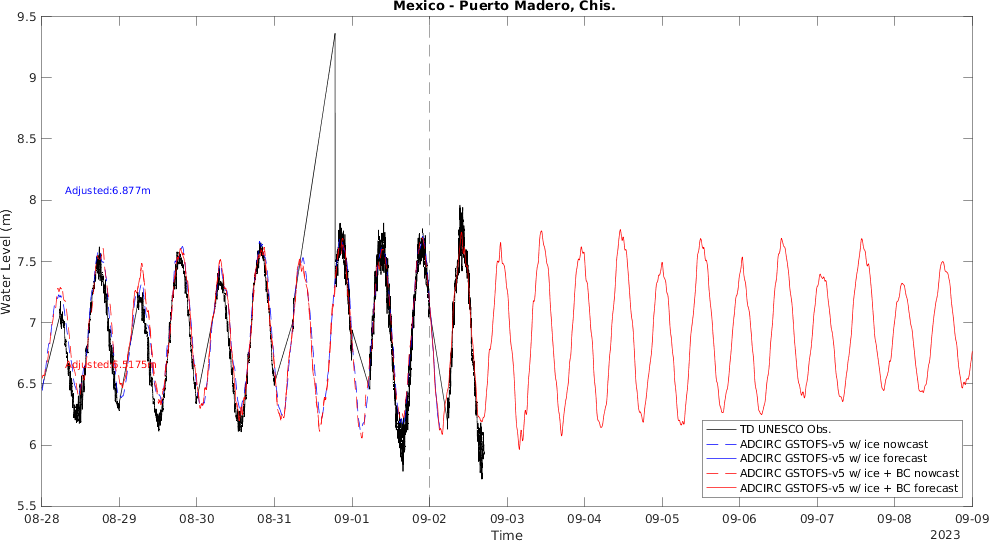 Mexico - Puerto Madero, Chis.
9.5
9
8.5
8
7.5
7
6.5
6
5.5
Water Level (m)
Adjusted:6.877m
Adjusted:6.5175m
TD UNESCO Obs.
ADCIRC GSTOFS-v5 w/ ice nowcast
ADCIRC GSTOFS-v5 w/ ice forecast
ADCIRC GSTOFS-v5 w/ ice + BC nowcast
ADCIRC GSTOFS-v5 w/ ice + BC forecast
08-28 08-29 08-30 08-31 09-01 09-02 09-03 09-04 09-05 09-06 09-07 09-08 09-09
Time
2023